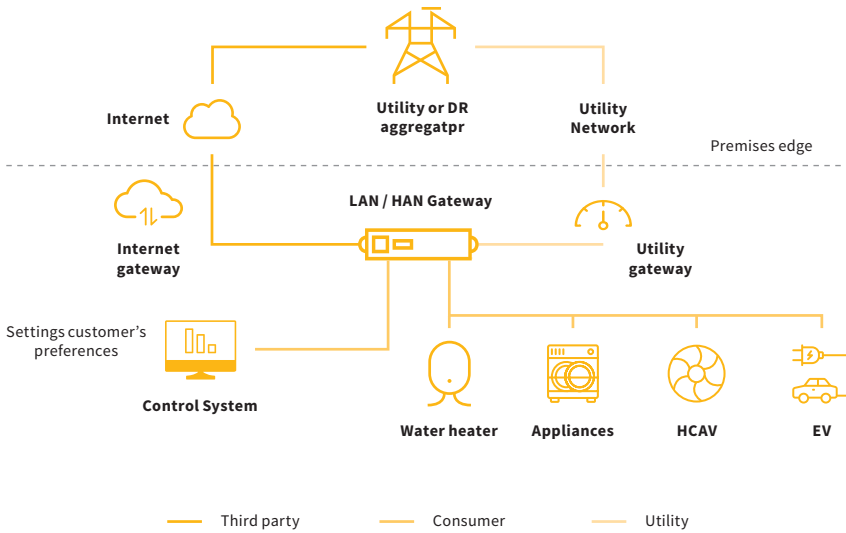 Internet
Utility or DR
aggregatpr
Utility
Network
Premises edge
LAN / HAN Gateway
Internet
gateway
Utility
gateway
Settings customer's
preferences
Control System
Water heater
Appliances
HCAV
EV
Third party
Consumer
Utility